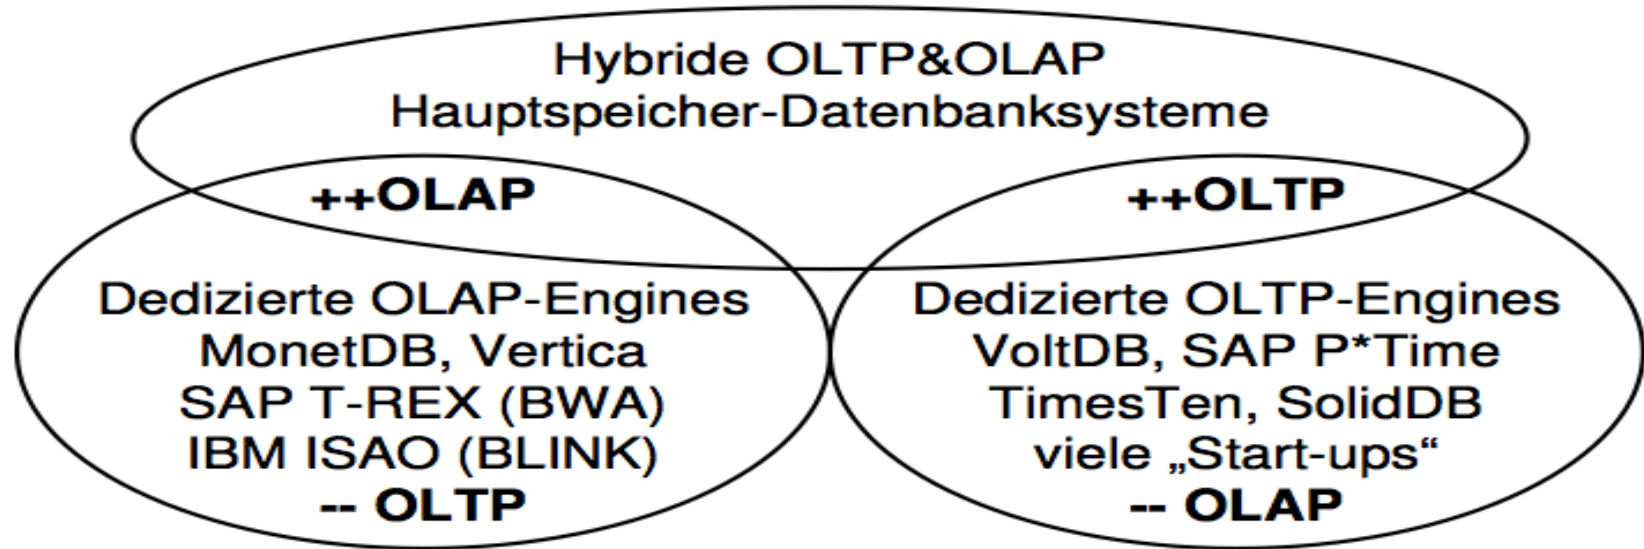 Hybride OLTP&OLAP
Hauptspeicher-Datenbanksysteme
++OLAP
++OLTP
Dedizierte OLAP-Engines
MonetDB, Vertica
SAP T-REX (BWA)
IBM ISAO (BLINK)
-- OLTP
Dedizierte OLTP-Engines
VoltDB, SAP P*Time
TimesTen, SolidDB
viele „Start-ups“
-- OLAP